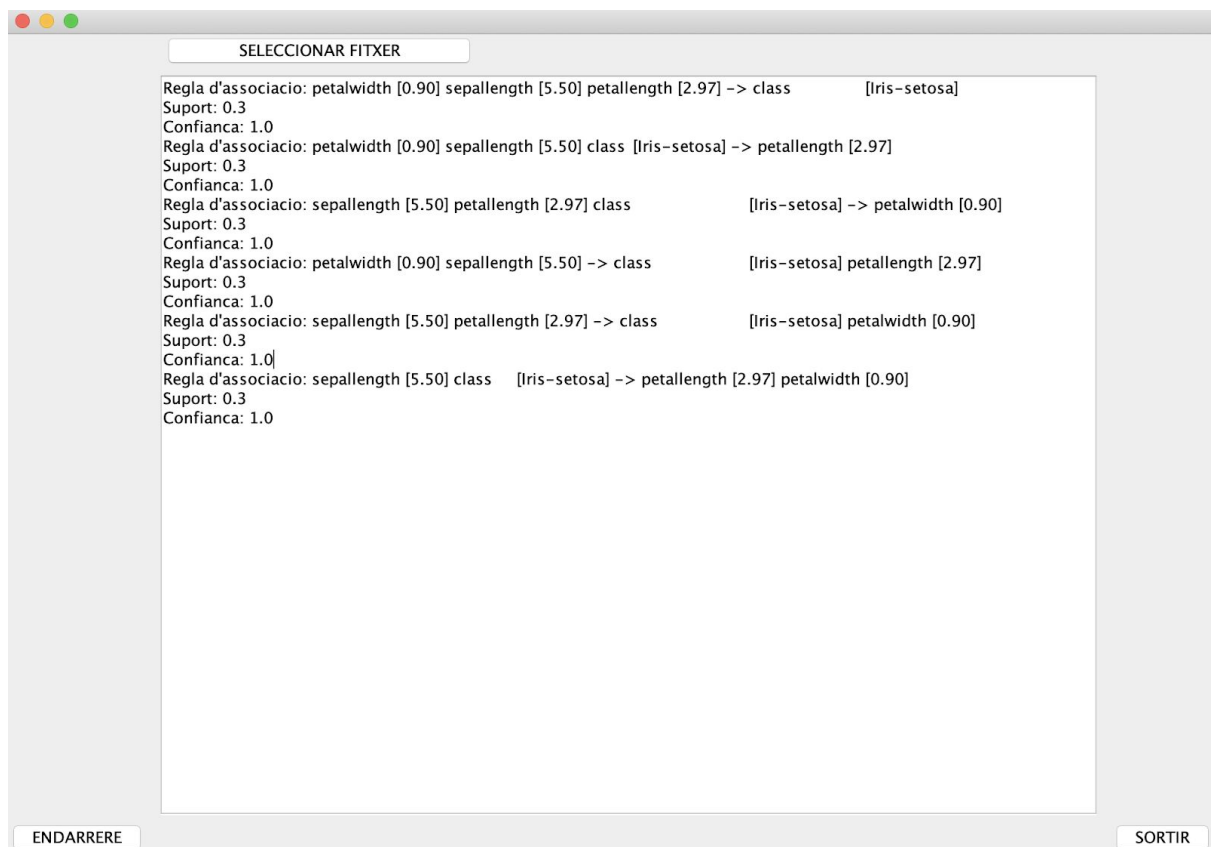 SELECCIONAR FITXER
Regla d'associacio: petalwidth [0.90] sepallength [5.50] petallength [2.97] -> class [Iris-setosa]
Suport: 0.3
Confianca: 1.0
Regla d'associacio: petalwidth [0.90] sepallength [5.50] class [Iris-setosa] -> petallength [2.97]
Suport: 0.3
Confianca: 1.0
Regla d'associacio: sepallength [5.50] petallength [2.97] class [Iris-setosa] -> petalwidth [0.90]
Suport: 0.3
Confianca: 1.0
Regla d'associacio: petalwidth [0.90] sepallength [5.50] -> class [Iris-setosa] petallength [2.97]
Suport: 0.3
Confianca: 1.0
Regla d'associacio: sepallength [5.50] petallength [2.97] -> class [Iris-setosa] petalwidth [0.90]
Suport: 0.3
Confianca: 1.0
Regla d'associacio: sepallength [5.50] class [Iris-setosa] -> petallength [2.97] petalwidth [0.90]
Suport: 0.3
Confianca: 1.0
ENDARRERE
SORTIR